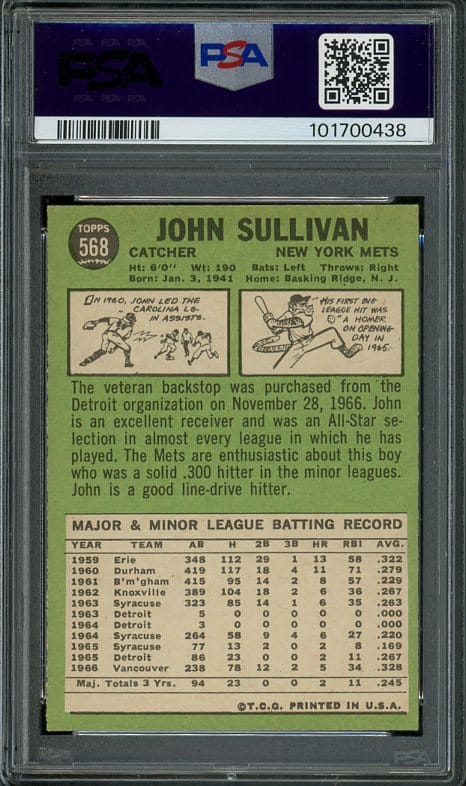 PSA PSA PSA
PSA
PSA PSA PSA
PSA
101700438
TOPPS
568
JOHN SULLIVAN
CATCHER NEW YORK METS
Ht: 6'0" Wt: 190 Bats: Left Throws: Right
Born: Jan. 3, 1941 Home: Basking Ridge, N. J.
IN 1960, JOHN LED THE
CAROLINA LG.
IN ASSISTS.
HIS FIRST BIG
LEAGUE HIT WAS
A HOMER
ON OPENING
DAY IN
1965.
The veteran backstop was purchased from the
Detroit organization on November 28, 1966. John
is an excellent receiver and was an All-Star se-
lection in almost every league in which he has
played. The Mets are enthusiastic about this boy
who was a solid .300 hitter in the minor leagues.
John is a good line-drive hitter.
MAJOR & MINOR LEAGUE BATTING RECORD
YEAR TEAM AB H 2B 3B HR RBI AVG.
1959 Erie 348 112 29 1 13 58 .322
1960 Durham 419 117 18 4 11 71 .279
1961 B'm'gham 415 95 14 2 8 57 .229
1962 Knoxville 389 104 18 2 6 36 .267
1963 Syracuse 323 85 14 1 6 35 .263
1963 Detroit 5 0 0 0 0 0 .000
1964 Detroit 3 0 0 0 0 0 .000
1964 Syracuse 264 58 9 4 6 27 .220
1965 Syracuse 77 13 2 0 2 8 .169
1965 Detroit 86 23 0 0 2 11 .267
1966 Vancouver 238 78 12 2 5 34 .328
Maj. Totals 3 Yrs. 94 23 0 0 2 11 .245
©T.C.G. PRINTED IN U.S.A.
PSA